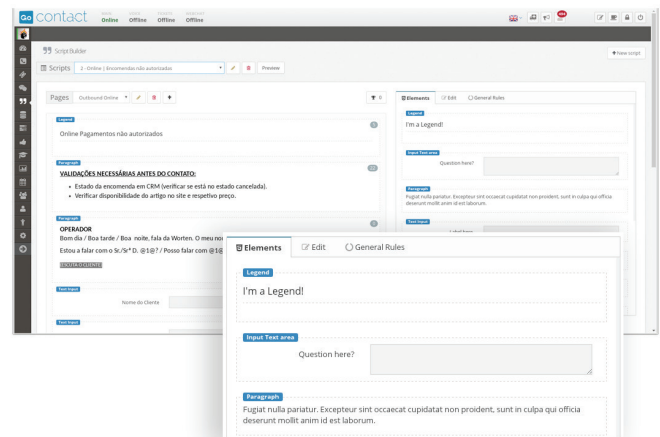 Go contact
Online Offline Offline Offline
Script Builder
+ New script
Scripts 2 - Online | Encomendas não autorizadas Preview
Pages Outbound Online 0
Elements Edit General Rules
Legend
Online Pagamentos não autorizados
Paragraph
VALIDAÇÕES NECESSÁRIAS ANTES DO CONTATO:
Estado da encomenda em CRM (verificar se está no estado cancelada).
Verificar disponibilidade do artigo no site e respetivo preço.
Paragraph
OPERADOR
Bom dia / Boa tarde / Boa noite, fala da Worten. O meu no
Estou a falar com o Sr./Srª D. @1@? / Posso falar com @1@
Text Input
Nome do Cliente
Text Input
Legend
I'm a Legend!
Input Text area
Question here?
Paragraph
Fugiat nulla pariatur. Excepteur sint occaecat cupidatat non proident, sunt in culpa qui officia
deserunt mollit anim id est laborum.
Text Input
Label here
Elements Edit General Rules
Legend
I'm a Legend!
Input Text area
Question here?
Paragraph
Fugiat nulla pariatur. Excepteur sint occaecat cupidatat non proident, sunt in culpa qui officia
deserunt mollit anim id est laborum.